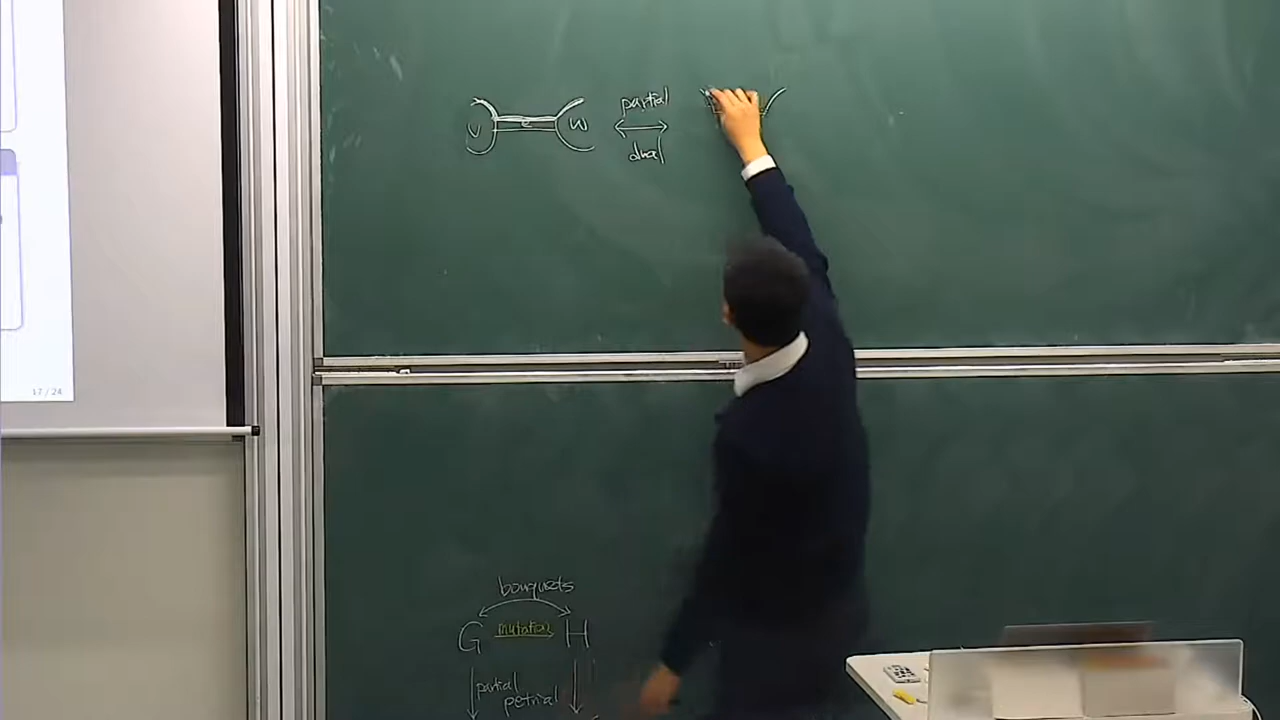 partial
v e w
dual
bouquets
G mutation H
partial
petrial
17 / 24